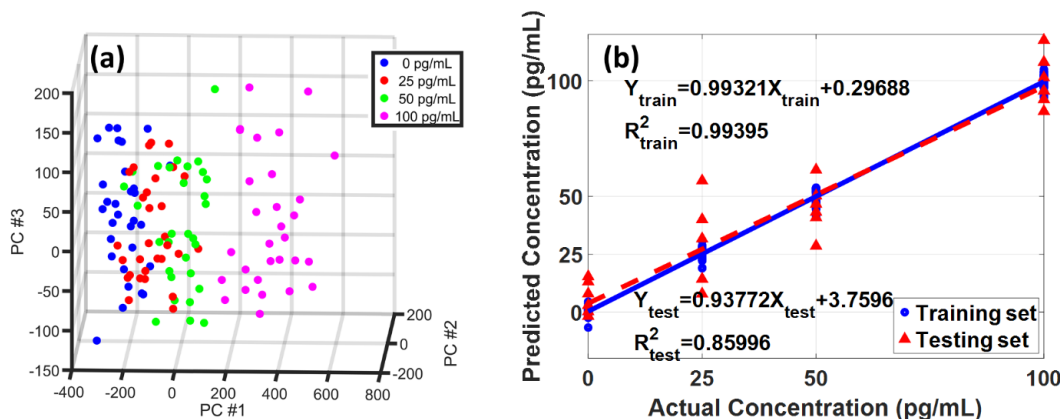 (a)
0 pg/mL
25 pg/mL
50 pg/mL
100 pg/mL
200
150
100
50
0
-50
-100
-150
PC #3
-400
-200
0
200
400
600
800
PC #1
200
0
-200
PC #2
(b)
Y_train=0.99321X_train+0.29688
R²_train=0.99395
Y_test=0.93772X_test+3.7596
R²_test=0.85996
Training set
Testing set
100
50
25
0
Predicted Concentration (pg/mL)
0
25
50
100
Actual Concentration (pg/mL)